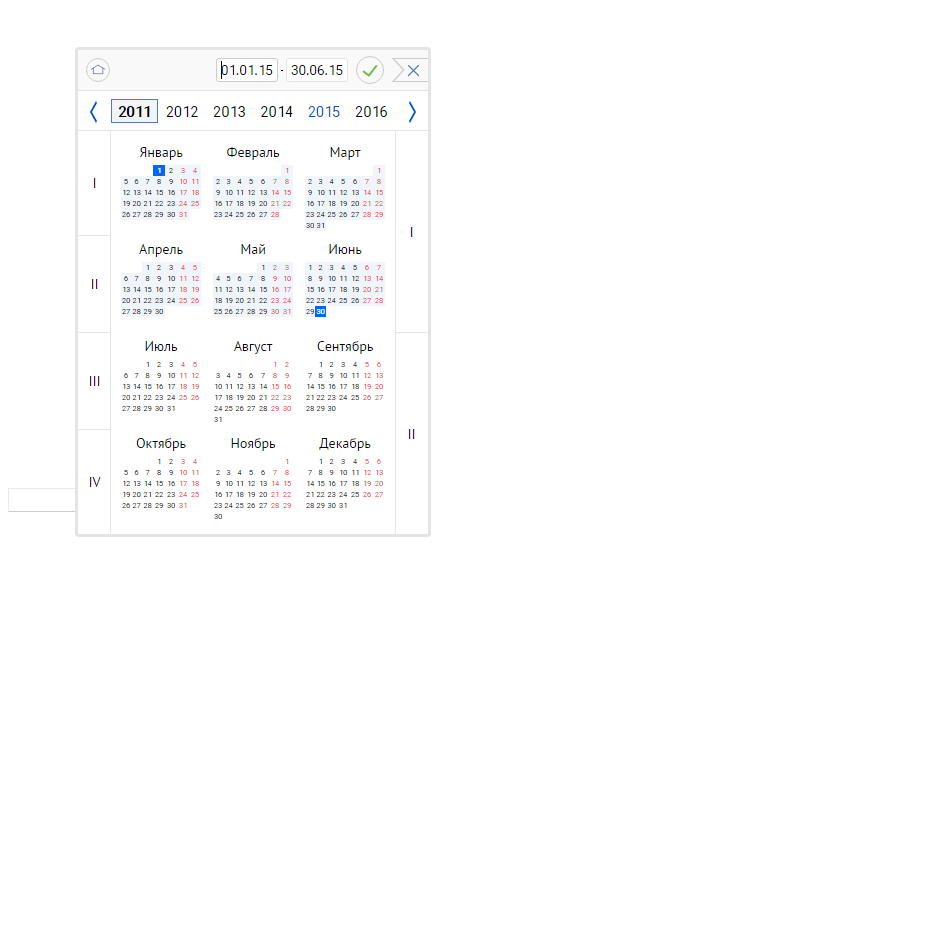 01.01.15 - 30.06.15
2011 2012 2013 2014 2015 2016
Январь Февраль Март
1 2 3 4 1 1
5 6 7 8 9 10 11 2 3 4 5 6 7 8 2 3 4 5 6 7 8
I
12 13 14 15 16 17 18 9 10 11 12 13 14 15 9 10 11 12 13 14 15
19 20 21 22 23 24 25 16 17 18 19 20 21 22 16 17 18 19 20 21 22
26 27 28 29 30 31 23 24 25 26 27 28 23 24 25 26 27 28 29
30 31
I
Апрель Май Июнь
1 2 3 4 5 1 2 3 1 2 3 4 5 6 7
6 7 8 9 10 11 12 4 5 6 7 8 9 10 8 9 10 11 12 13 14
II
13 14 15 16 17 18 19 11 12 13 14 15 16 17 15 16 17 18 19 20 21
20 21 22 23 24 25 26 18 19 20 21 22 23 24 22 23 24 25 26 27 28
27 28 29 30 25 26 27 28 29 30 31 29 30
Июль Август Сентябрь
1 2 3 4 5 1 2 1 2 3 4 5 6
6 7 8 9 10 11 12 3 4 5 6 7 8 9 7 8 9 10 11 12 13
III
13 14 15 16 17 18 19 10 11 12 13 14 15 16 14 15 16 17 18 19 20
20 21 22 23 24 25 26 17 18 19 20 21 22 23 21 22 23 24 25 26 27
27 28 29 30 31 24 25 26 27 28 29 30 28 29 30
31
II
Октябрь Ноябрь Декабрь
1 2 3 4 1 1 2 3 4 5 6
5 6 7 8 9 10 11 2 3 4 5 6 7 8 7 8 9 10 11 12 13
IV
12 13 14 15 16 17 18 9 10 11 12 13 14 15 14 15 16 17 18 19 20
19 20 21 22 23 24 25 16 17 18 19 20 21 22 21 22 23 24 25 26 27
26 27 28 29 30 31 23 24 25 26 27 28 29 28 29 30 31
30